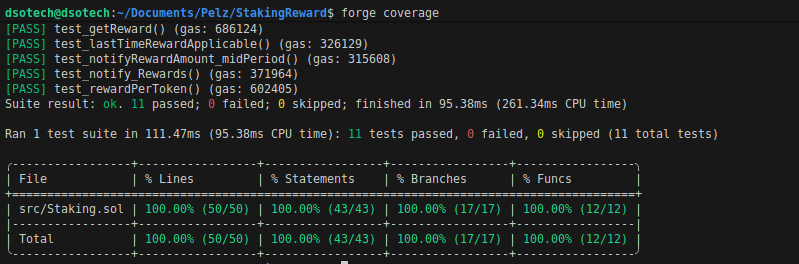 dsotech@dsotech:~/Documents/Pelz/StakingReward$ forge coverage
[PASS] test_getReward() (gas: 686124)
[PASS] test_lastTimeRewardApplicable() (gas: 326129)
[PASS] test_notifyRewardAmount_midPeriod() (gas: 315608)
[PASS] test_notify_Rewards() (gas: 371964)
[PASS] test_rewardPerToken() (gas: 602405)
Suite result: ok. 11 passed; 0 failed; 0 skipped; finished in 95.38ms (261.34ms CPU time)
Ran 1 test suite in 111.47ms (95.38ms CPU time): 11 tests passed, 0 failed, 0 skipped (11 total tests)
| File | % Lines | % Statements | % Branches | % Funcs |
| src/Staking.sol | 100.00% (50/50) | 100.00% (43/43) | 100.00% (17/17) | 100.00% (12/12) |
| Total | 100.00% (50/50) | 100.00% (43/43) | 100.00% (17/17) | 100.00% (12/12) |